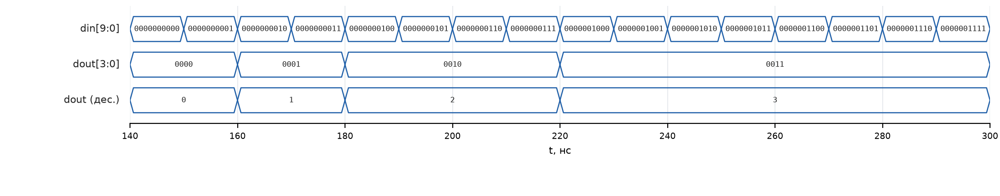 din[9:0] 0000000000 0000000001 0000000010 0000000011 0000000100 0000000101 0000000110 0000000111 0000001000 0000001001 0000001010 0000001011 0000001100 0000001101 0000001110 0000001111
dout[3:0] 0000 0001 0010 0011
dout (дес.) 0 1 2 3
140 160 180 200 220 240 260 280 300
t, нс